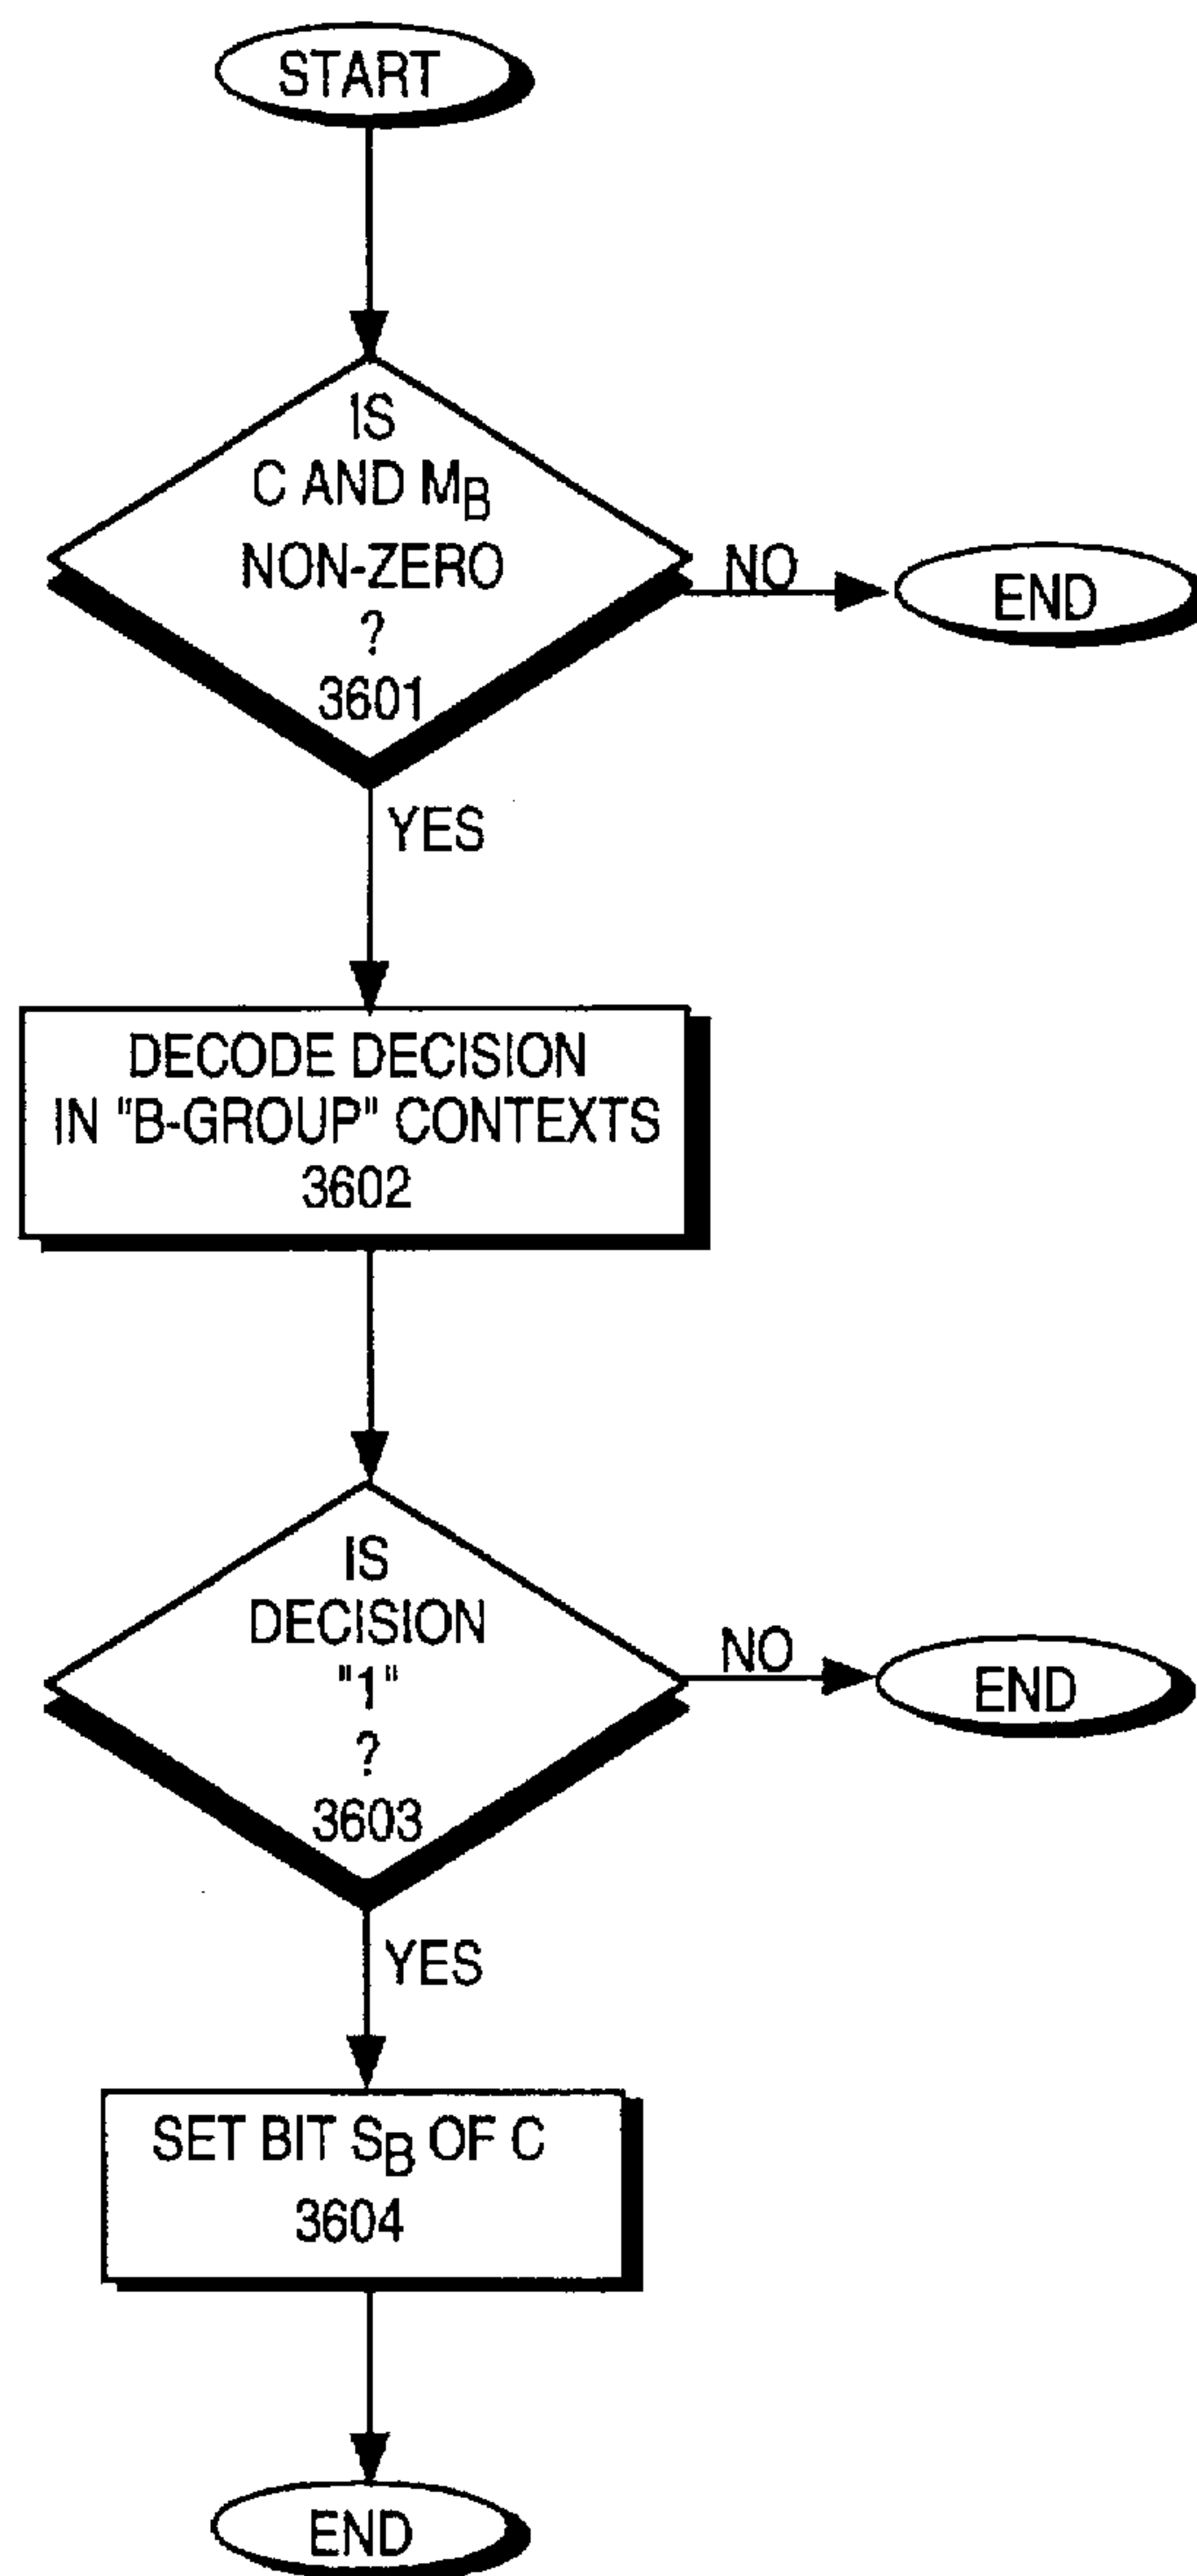 START
IS
C AND MB
NON-ZERO
?
3601
NO
END
YES
DECODE DECISION
IN "B-GROUP" CONTEXTS
3602
IS
DECISION
"1"
?
3603
NO
END
YES
SET BIT SB OF C
3604
END